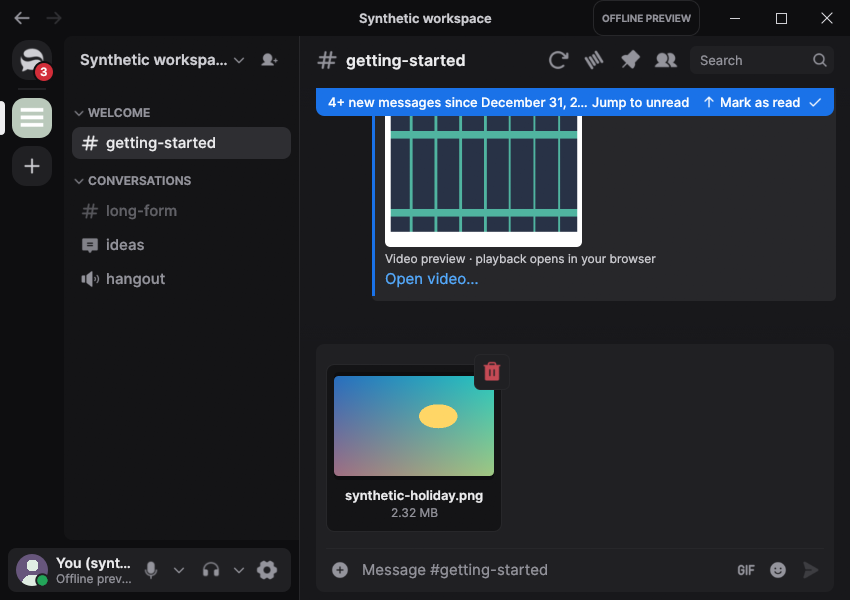 Synthetic workspace
OFFLINE PREVIEW
3
Synthetic workspa...
WELCOME
getting-started
CONVERSATIONS
long-form
ideas
hangout
You (synt...
Offline prev...
# getting-started
Search
4+ new messages since December 31, 2... Jump to unread ↑ Mark as read ✓
Video preview · playback opens in your browser
Open video...
synthetic-holiday.png
2.32 MB
Message #getting-started
GIF